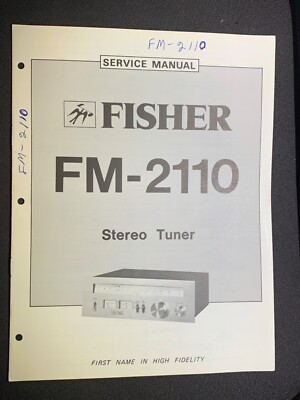 FM-2110
SERVICE MANUAL
FISHER
FM-2110
FM-2110
Stereo Tuner
FIRST NAME IN HIGH FIDELITY